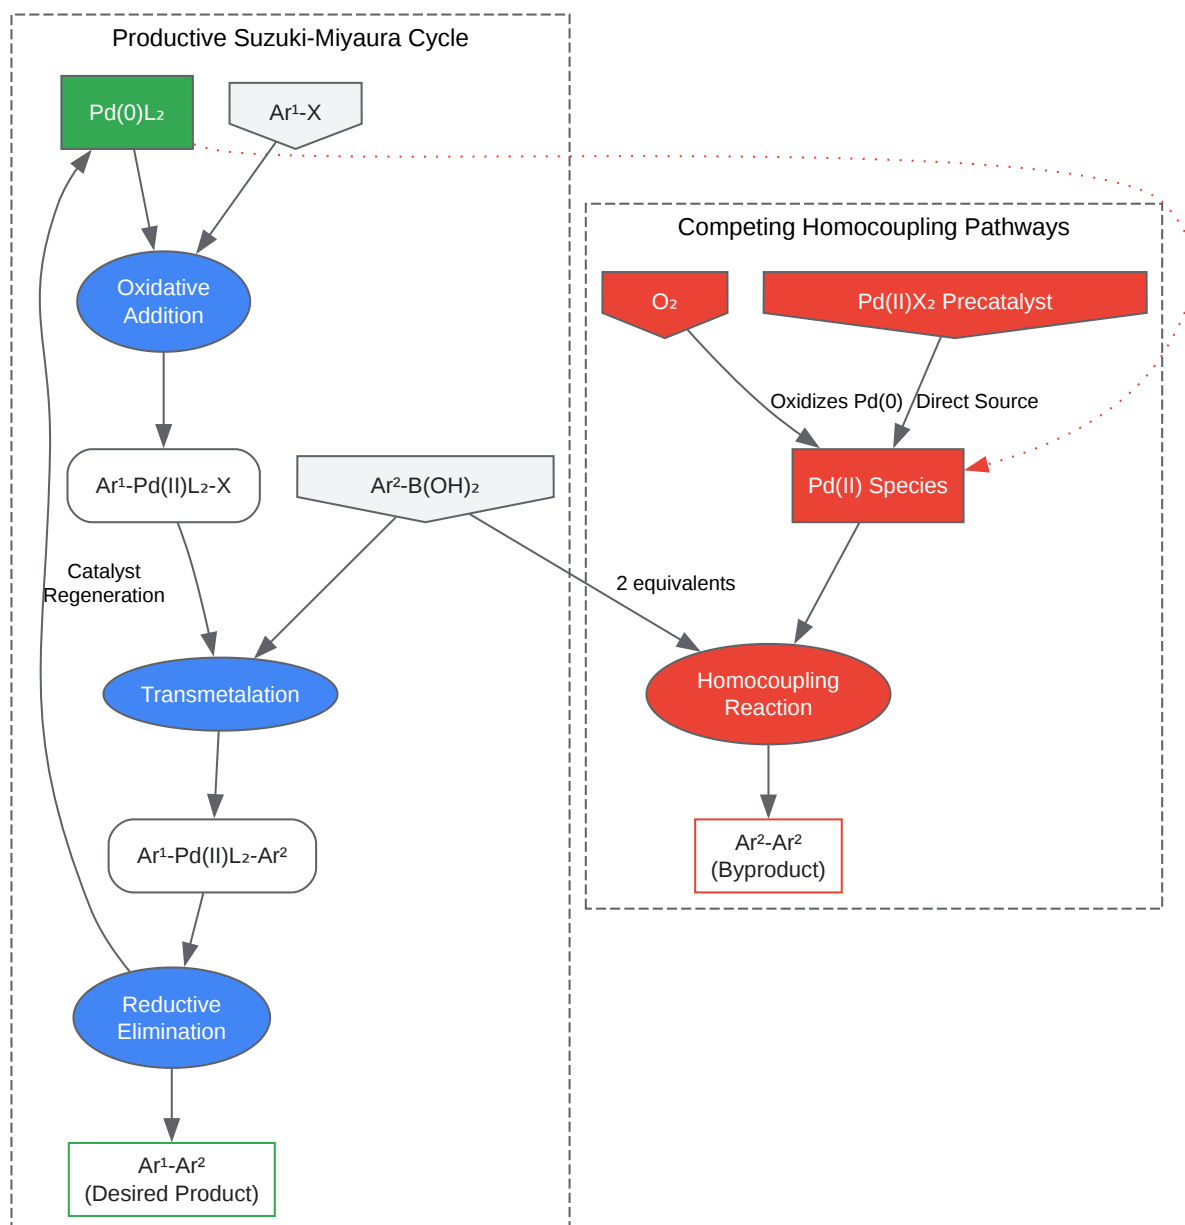 Productive Suzuki-Miyaura Cycle
Pd(0)L₂
Ar¹-X
Oxidative
Addition
Ar¹-Pd(II)L₂-X
Ar²-B(OH)₂
Catalyst
Regeneration
Transmetalation
Ar¹-Pd(II)L₂-Ar²
Reductive
Elimination
Ar¹-Ar²
(Desired Product)
Competing Homocoupling Pathways
O₂
Pd(II)X₂ Precatalyst
Oxidizes Pd(0)
Direct Source
Pd(II) Species
2 equivalents
Homocoupling
Reaction
Ar²-Ar²
(Byproduct)